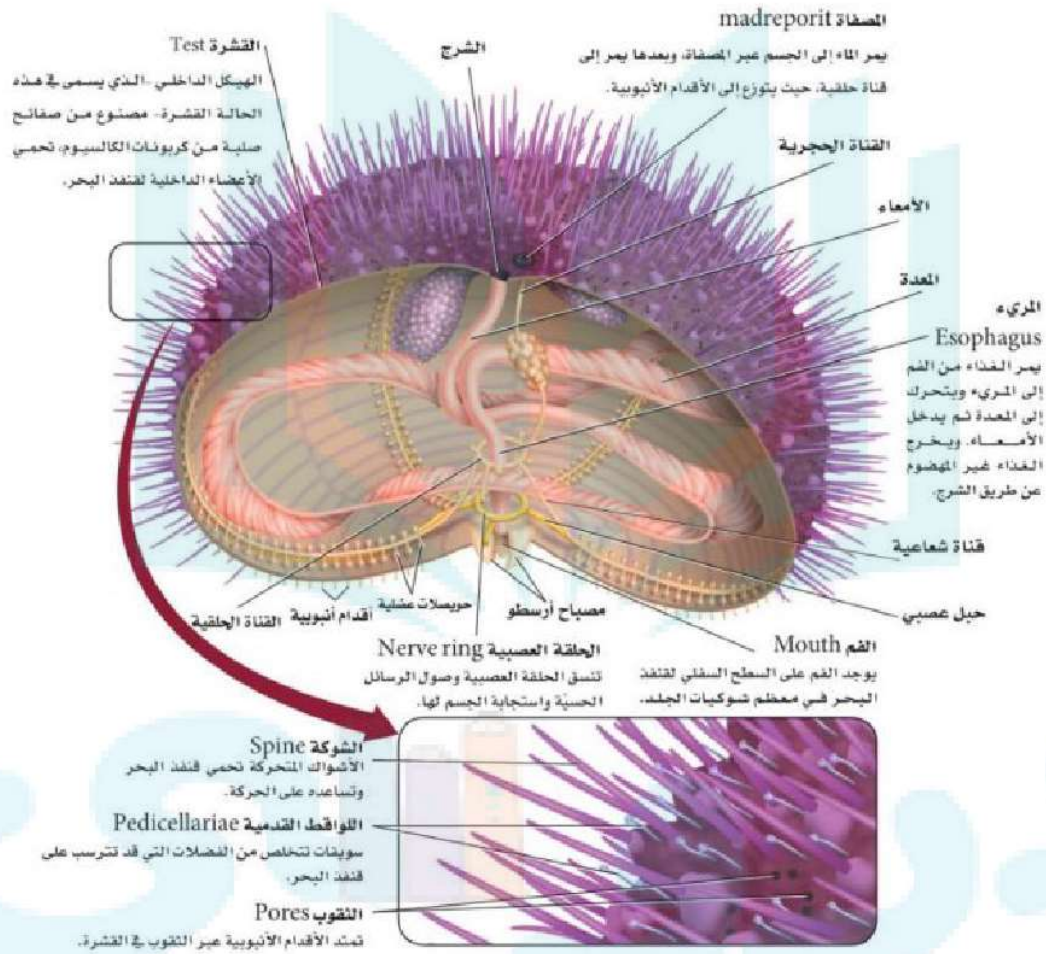 المصفاة madreporit
يمر الماء إلى الجسم عبر المصفاة، وبعدها يمر إلى
قناة حلقية، حيث يتوزع إلى الأقدام الأنبوبية.
الشرج
القشرة Test
الهيكل الداخلي -الذي يسمى في هذه
الحالة القشرة- مصنوع من صفائح
صلبة من كربونات الكالسيوم، تحمي
الأعضاء الداخلية لقنفذ البحر.
القناة الحجرية
الأمعاء
المعدة
المريء
Esophagus
يمر الغذاء من الفم
إلى المريء ويتحرك
إلى المعدة ثم يدخل
الأمعاء، ويخرج
الغذاء غير المهضوم
عن طريق الشرج.
قناة شعاعية
حبل عصبي
مصباح أرسطو
حويصلات عضلية
أقدام أنبوبية
القناة الحلقية
الفم Mouth
يوجد الفم على السطح السفلي لقنفذ
البحر في معظم شوكيات الجلد.
الحلقة العصبية Nerve ring
تنسق الحلقة العصبية وصول الرسائل
الحسيّة واستجابة الجسم لها.
الشوكة Spine
الأشواك المتحركة تحمي قنفذ البحر
وتساعده على الحركة.
اللواقط القدمية Pedicellariae
سويقات تتخلص من الفضلات التي قد تترسب على
قنفذ البحر.
الثقوب Pores
تمتد الأقدام الأنبوبية عبر الثقوب في القشرة.